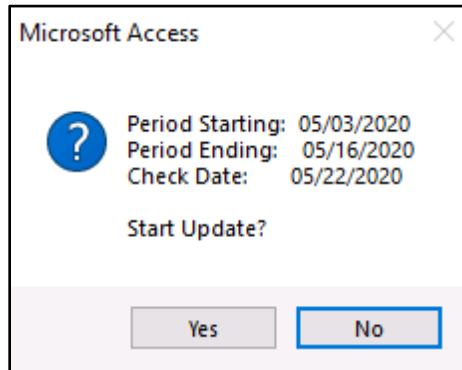 Microsoft Access
?
Period Starting: 05/03/2020
Period Ending: 05/16/2020
Check Date: 05/22/2020
Start Update?
Yes No